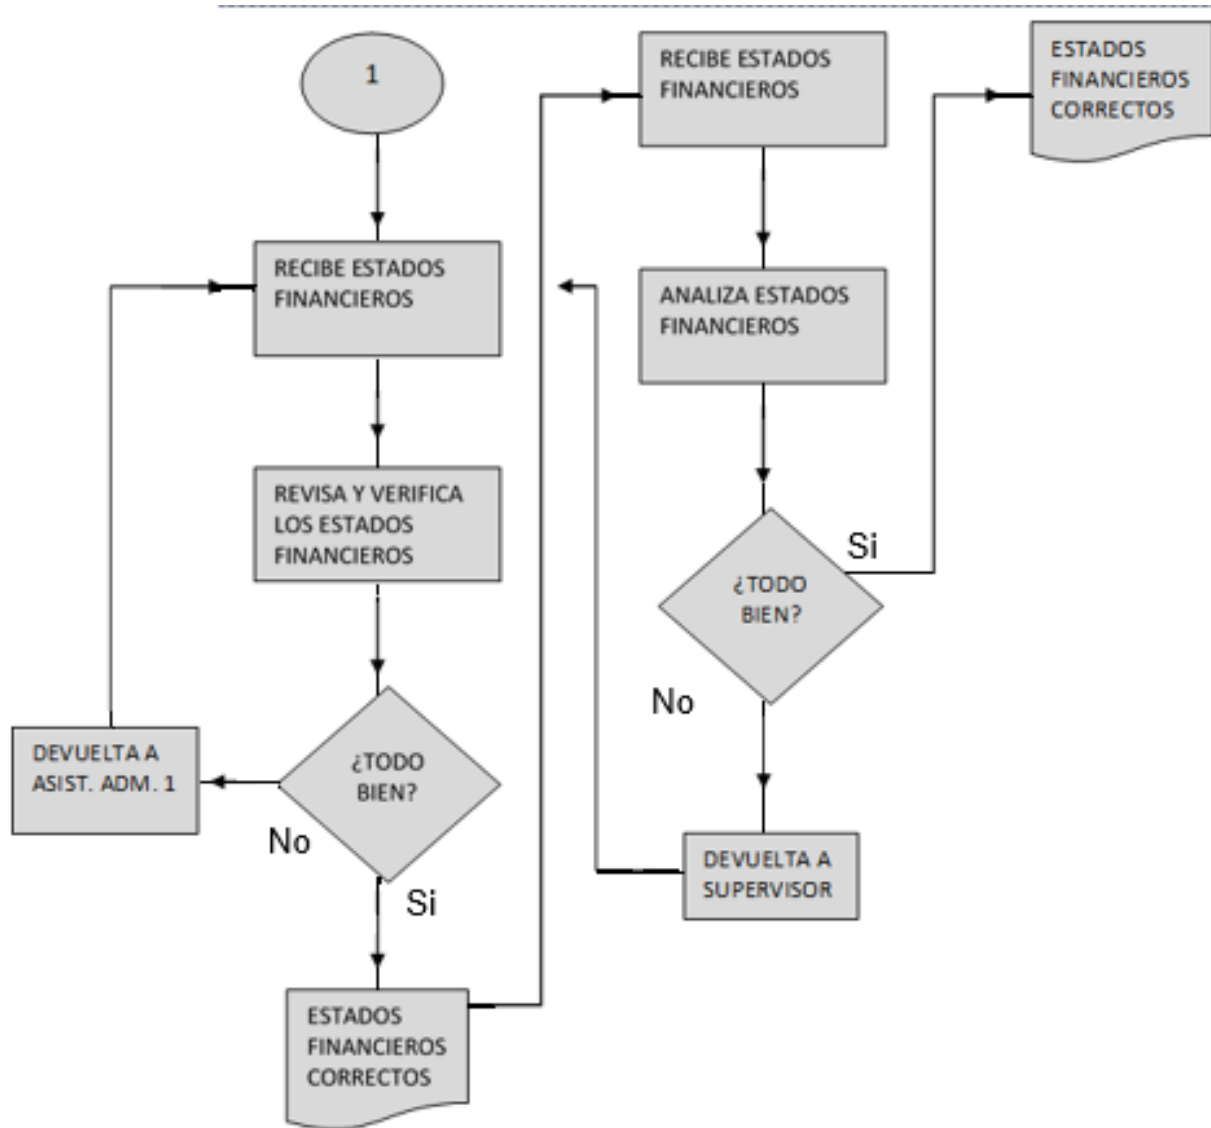 1
RECIBE ESTADOS
FINANCIEROS
REVISA Y VERIFICA
LOS ESTADOS
FINANCIEROS
¿TODO
BIEN?
No
DEVUELTA A
ASIST. ADM. 1
Si
ESTADOS
FINANCIEROS
CORRECTOS
RECIBE ESTADOS
FINANCIEROS
ANALIZA ESTADOS
FINANCIEROS
¿TODO
BIEN?
No
DEVUELTA A
SUPERVISOR
Si
ESTADOS
FINANCIEROS
CORRECTOS